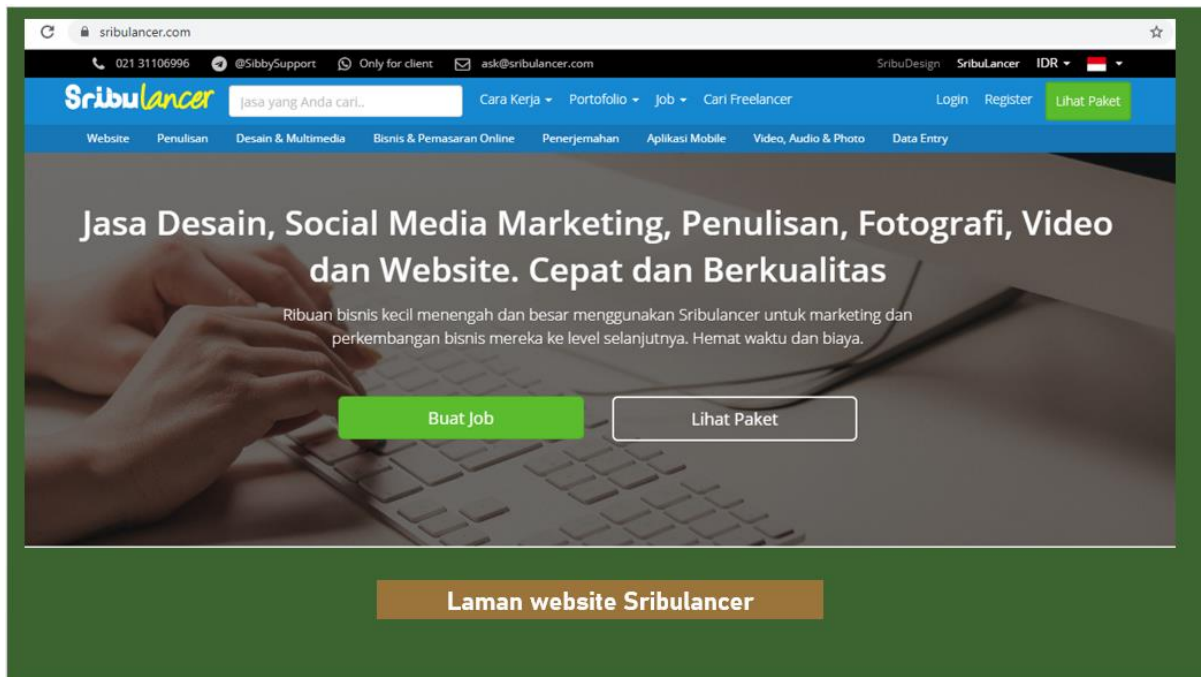 sribulancer.com
021 31106996 @SibbySupport Only for client ask@sribulancer.com SribuDesign SribuLancer IDR
Sribulancer Jasa yang Anda cari.. Cara Kerja Portofolio Job Cari Freelancer Login Register Lihat Paket
Website Penulisan Desain & Multimedia Bisnis & Pemasaran Online Penerjemahan Aplikasi Mobile Video, Audio & Photo Data Entry
Jasa Desain, Social Media Marketing, Penulisan, Fotografi, Video
dan Website. Cepat dan Berkualitas
Ribuan bisnis kecil menengah dan besar menggunakan Sribulancer untuk marketing dan
perkembangan bisnis mereka ke level selanjutnya. Hemat waktu dan biaya.
Buat Job Lihat Paket
Laman website Sribulancer